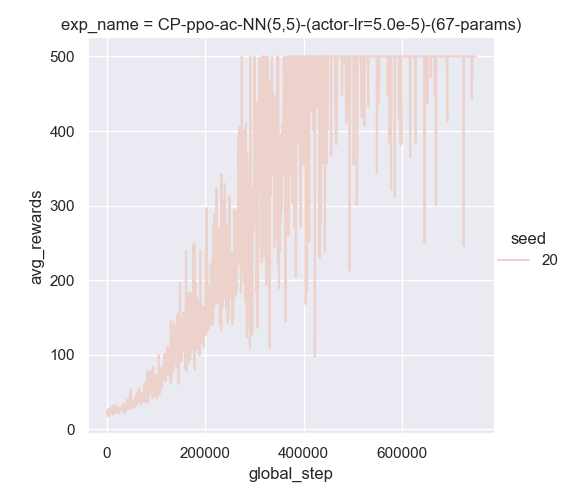 exp_name = CP-ppo-ac-NN(5,5)-(actor-lr=5.0e-5)-(67-params)
500
400
300
200
100
0
avg_rewards
0 200000 400000 600000
global_step
seed
20